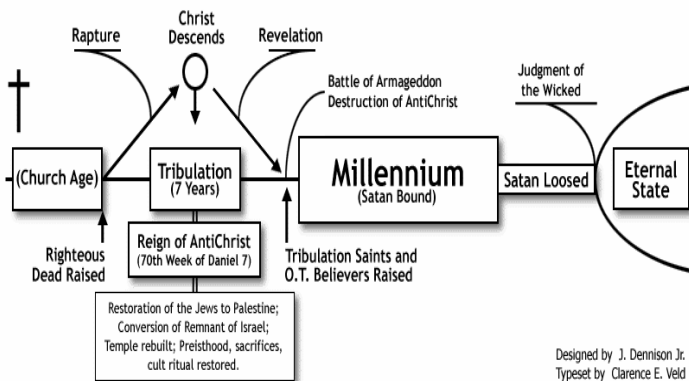 Christ
Descends
Rapture
Revelation
Battle of Armageddon
Destruction of AntiChrist
Judgment of
the Wicked
(Church Age)
Tribulation
(7 Years)
Millennium
(Satan Bound)
Satan Loosed
Eternal
State
Righteous
Dead Raised
Reign of AntiChrist
(70th Week of Daniel 7)
Tribulation Saints and
O.T. Believers Raised
Restoration of the Jews to Palestine;
Conversion of Remnant of Israel;
Temple rebuilt; Preisthood, sacrifices,
cult ritual restored.
Designed by J. Dennison Jr.
Typeset by Clarence E. Veld